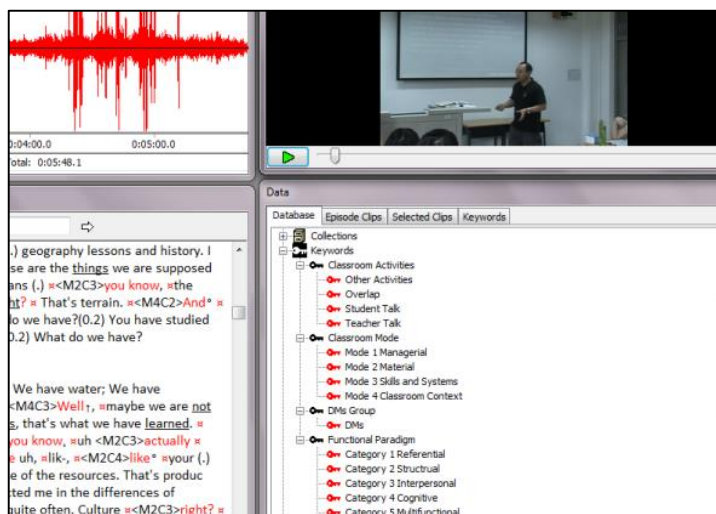 0:04:00.0 0:05:00.0
Total: 0:05:48.1
Data
Database Episode Clips Selected Clips Keywords
Collections
Keywords
Classroom Activities
Other Activities
Overlap
Student Talk
Teacher Talk
Classroom Mode
Mode 1 Managerial
Mode 2 Material
Mode 3 Skills and Systems
Mode 4 Classroom Context
DMs Group
DMs
Functional Paradigm
Category 1 Referential
Category 2 Structrual
Category 3 Interpersonal
Category 4 Cognitive
Category 5 Multifunctional
.) geography lessons and history. I
se are the things we are supposed
ans (.) ¤<M2C3>you know, ¤the
ht? ¤ That's terrain. ¤<M4C2>And° ¤
do we have?(0.2) You have studied
0.2) What do we have?
We have water; We have
<M4C3>Well↑, ¤maybe we are not
s, that's what we have learned. ¤
you know, ¤uh <M2C3>actually ¤
e uh, ¤lik-, ¤<M2C4>like° ¤your (.)
e of the resources. That's produc
cted me in the differences of
quite often. Culture ¤<M2C3>right? ¤